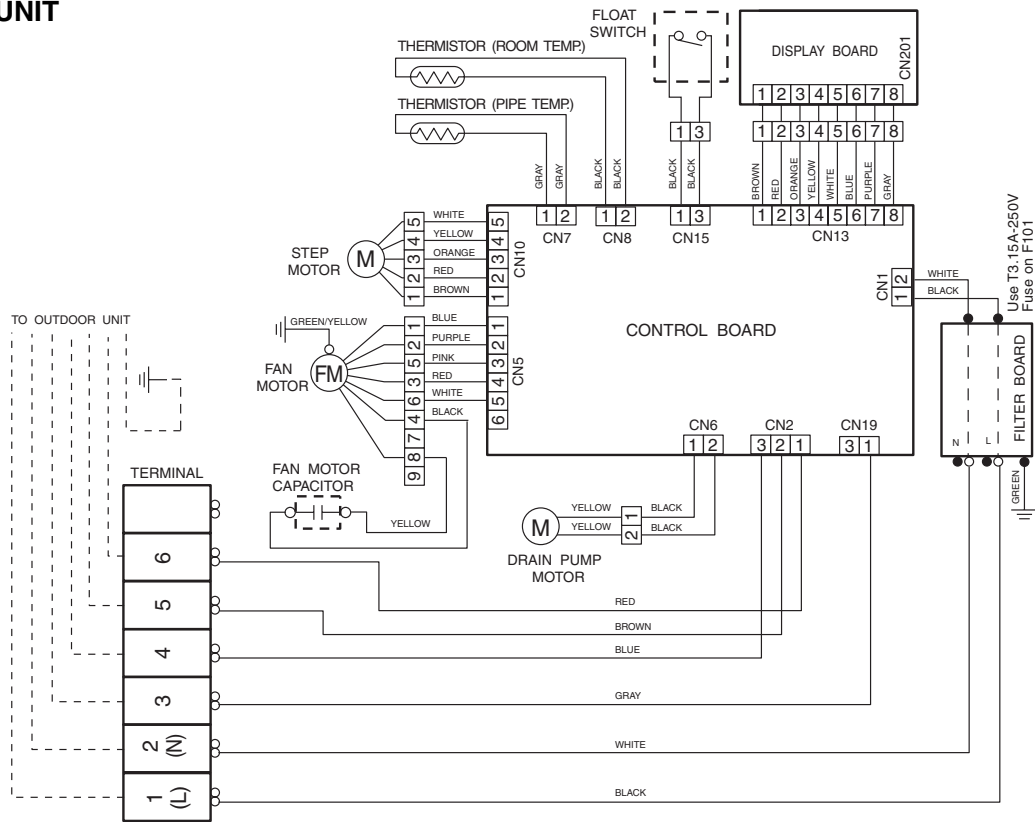 UNIT
FLOAT
SWITCH
THERMISTOR (ROOM TEMP.)
THERMISTOR (PIPE TEMP.)
DISPLAY BOARD
CN201
1 2 3 4 5 6 7 8
1 3
1 2 3 4 5 6 7 8
GRAY
GRAY
BLACK
BLACK
BLACK
BLACK
BROWN
RED
ORANGE
YELLOW
WHITE
BLUE
PURPLE
GRAY
1 2
1 2
1 3
1 2 3 4 5 6 7 8
CN7
CN8
CN15
CN13
STEP
MOTOR
M
5 WHITE 5
4 YELLOW 4
3 ORANGE 3
2 RED 2
1 BROWN 1
CN10
CN1
2 WHITE
1 BLACK
Use T3.15A-250V
Fuse on F101
CONTROL BOARD
TO OUTDOOR UNIT
GREEN/YELLOW
FAN
MOTOR
FM
1 BLUE 1
2 PURPLE 2
5 PINK 3
3 RED 4
6 WHITE 5
4 BLACK 6
7
8
9
CN5
FILTER BOARD
N L
GREEN
CN6
CN2
CN19
1 2
3 2 1
3 1
FAN MOTOR
CAPACITOR
YELLOW
M
YELLOW 1 BLACK
YELLOW 2 BLACK
DRAIN PUMP
MOTOR
TERMINAL
6
RED
5
BROWN
4
BLUE
3
GRAY
2
(N)
WHITE
1
(L)
BLACK